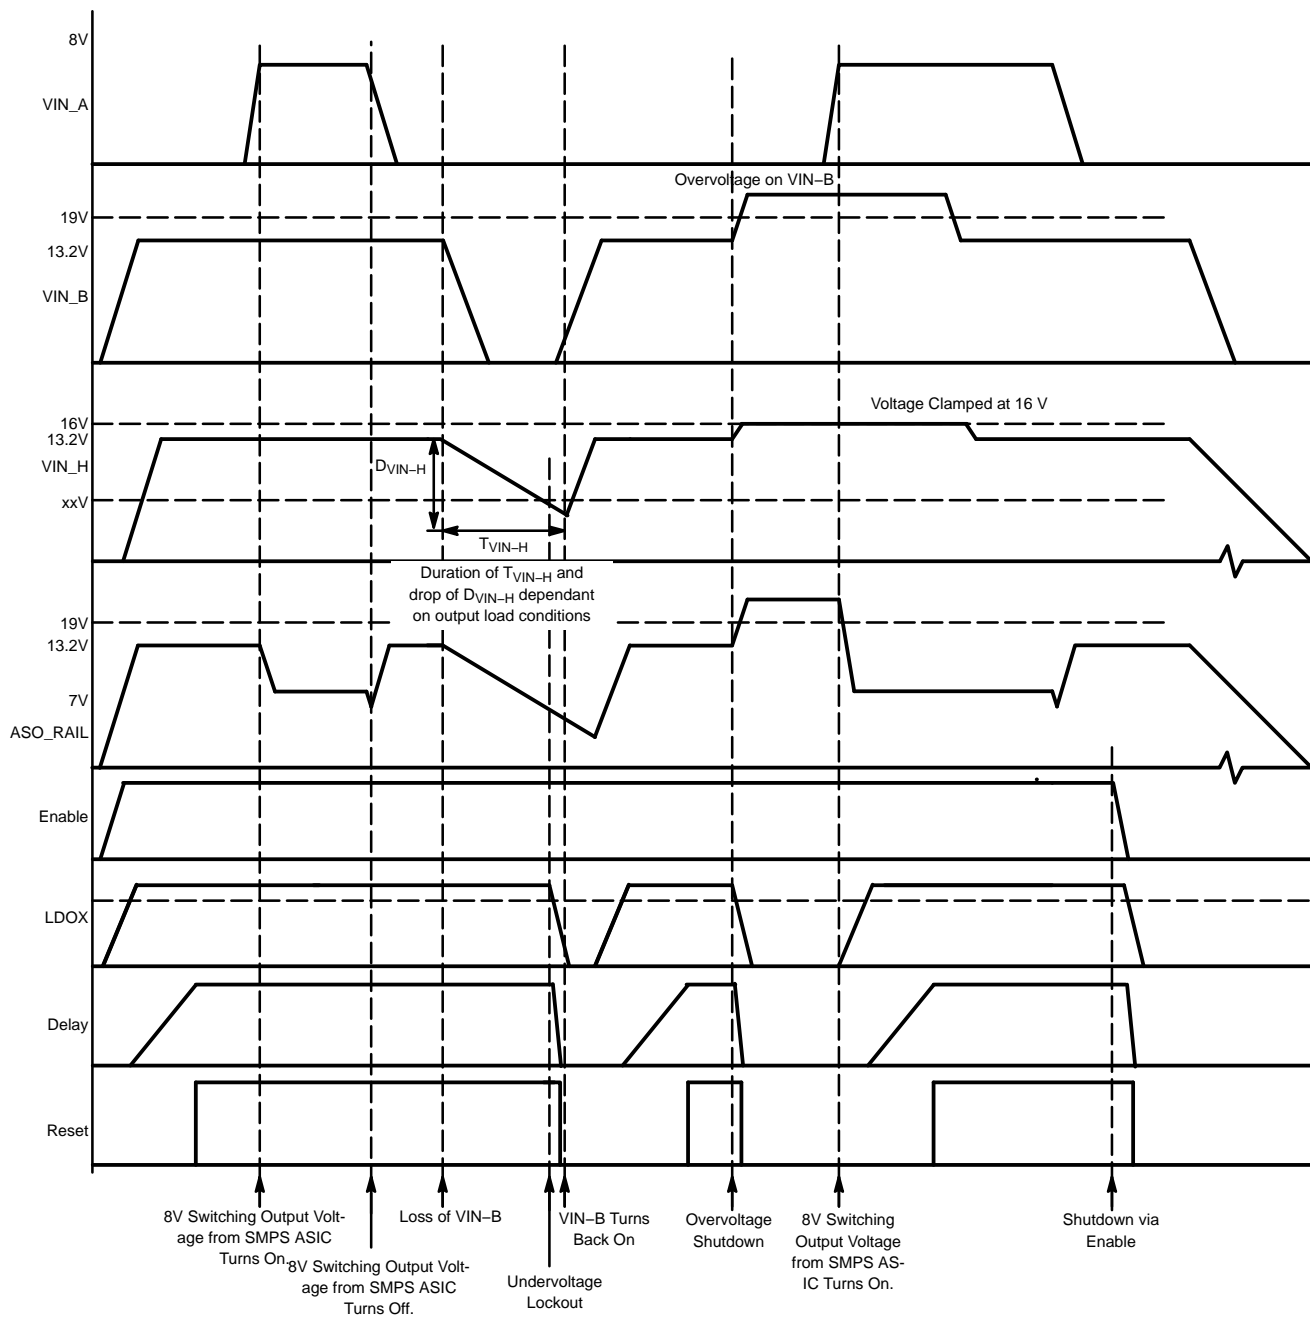 8V
VIN_A
Overvoltage on VIN–B
19V
13.2V
VIN_B
Voltage Clamped at 16 V
16V
13.2V
VIN_H
DVIN–H
xxV
TVIN–H
Duration of TVIN–H and
drop of DVIN–H dependant
on output load conditions
19V
13.2V
7V
ASO_RAIL
Enable
LDOX
Delay
Reset
8V Switching Output Volt-
age from SMPS ASIC
Turns On.
8V Switching Output Volt-
age from SMPS ASIC
Turns Off.
Loss of VIN–B
Undervoltage
Lockout
VIN–B Turns
Back On
Overvoltage
Shutdown
8V Switching
Output Voltage
from SMPS AS-
IC Turns On.
Shutdown via
Enable